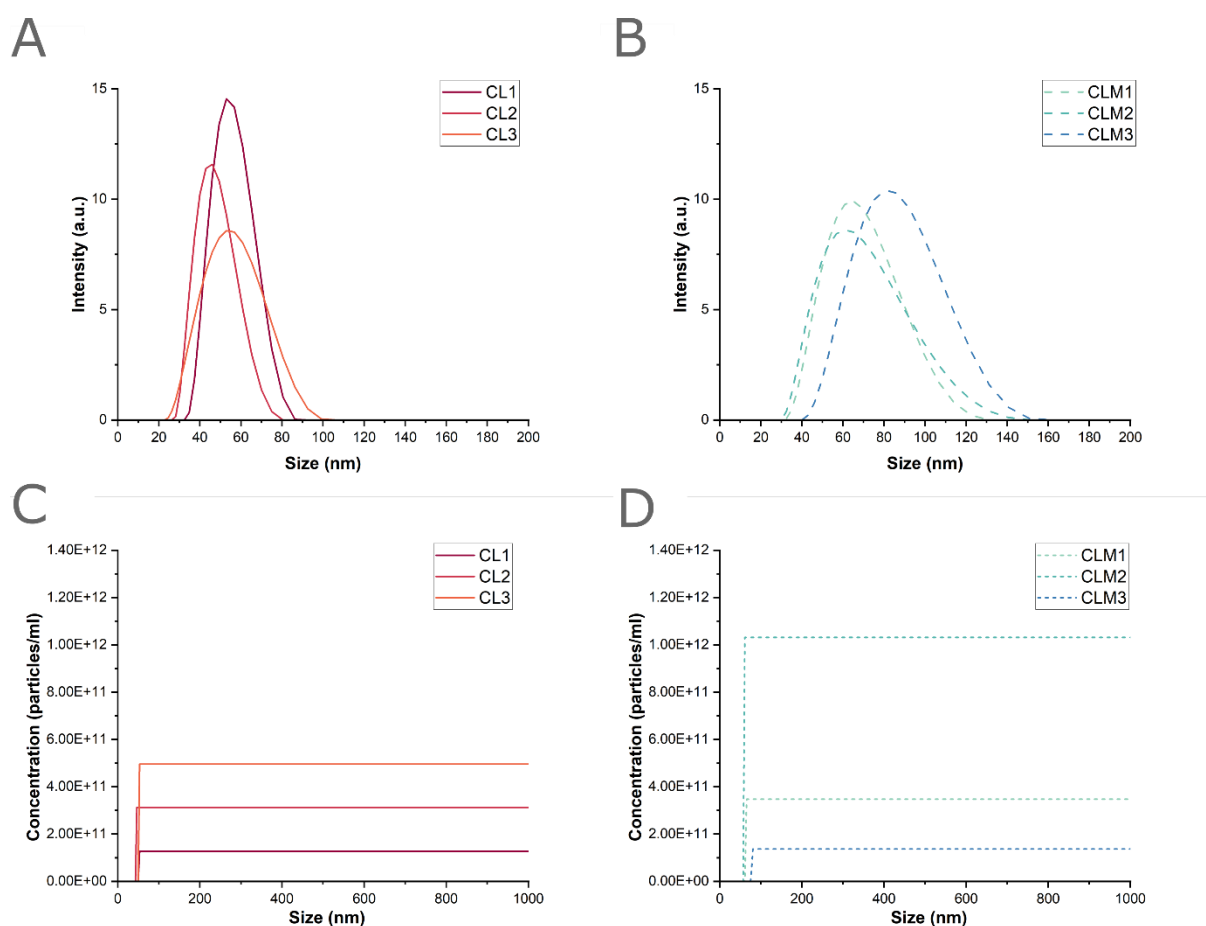 A
B
15
10
5
0
Intensity (a.u.)
CL1
CL2
CL3
0 20 40 60 80 100 120 140 160 180 200
Size (nm)
15
10
5
0
Intensity (a.u.)
CLM1
CLM2
CLM3
0 20 40 60 80 100 120 140 160 180 200
Size (nm)
C
D
1.40E+12
1.20E+12
1.00E+12
8.00E+11
6.00E+11
4.00E+11
2.00E+11
0.00E+00
Concentration (particles/ml)
CL1
CL2
CL3
0 200 400 600 800 1000
Size (nm)
1.40E+12
1.20E+12
1.00E+12
8.00E+11
6.00E+11
4.00E+11
2.00E+11
0.00E+00
Concentration (particles/ml)
CLM1
CLM2
CLM3
0 200 400 600 800 1000
Size (nm)